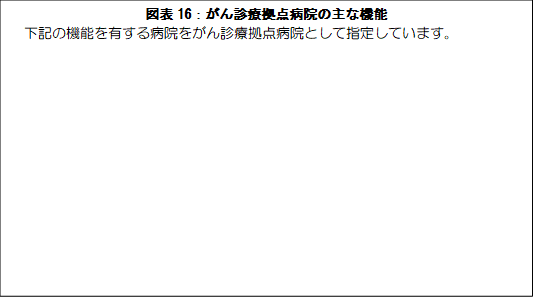 図表 16:がん診療拠点病院の主な機能
下記の機能を有する病院をがん診療拠点病院として指定しています。